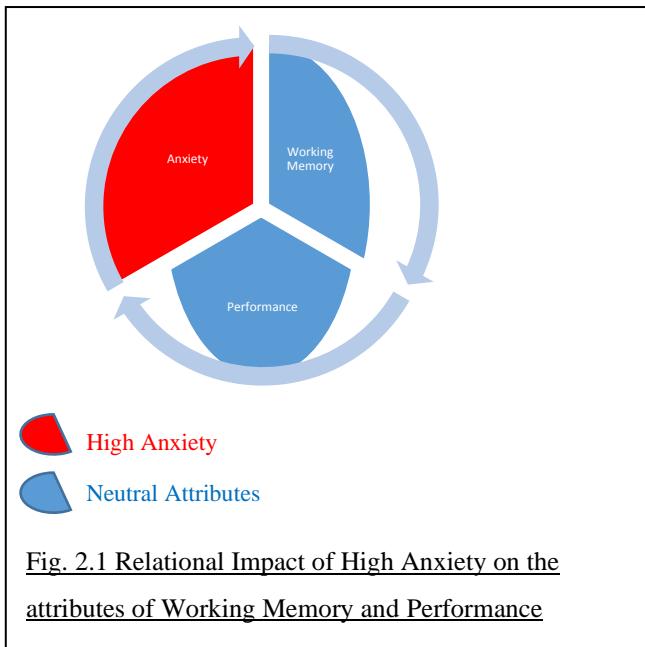 Anxiety
Working
Memory
Performance
High Anxiety
Neutral Attributes
Fig. 2.1 Relational Impact of High Anxiety on the
attributes of Working Memory and Performance